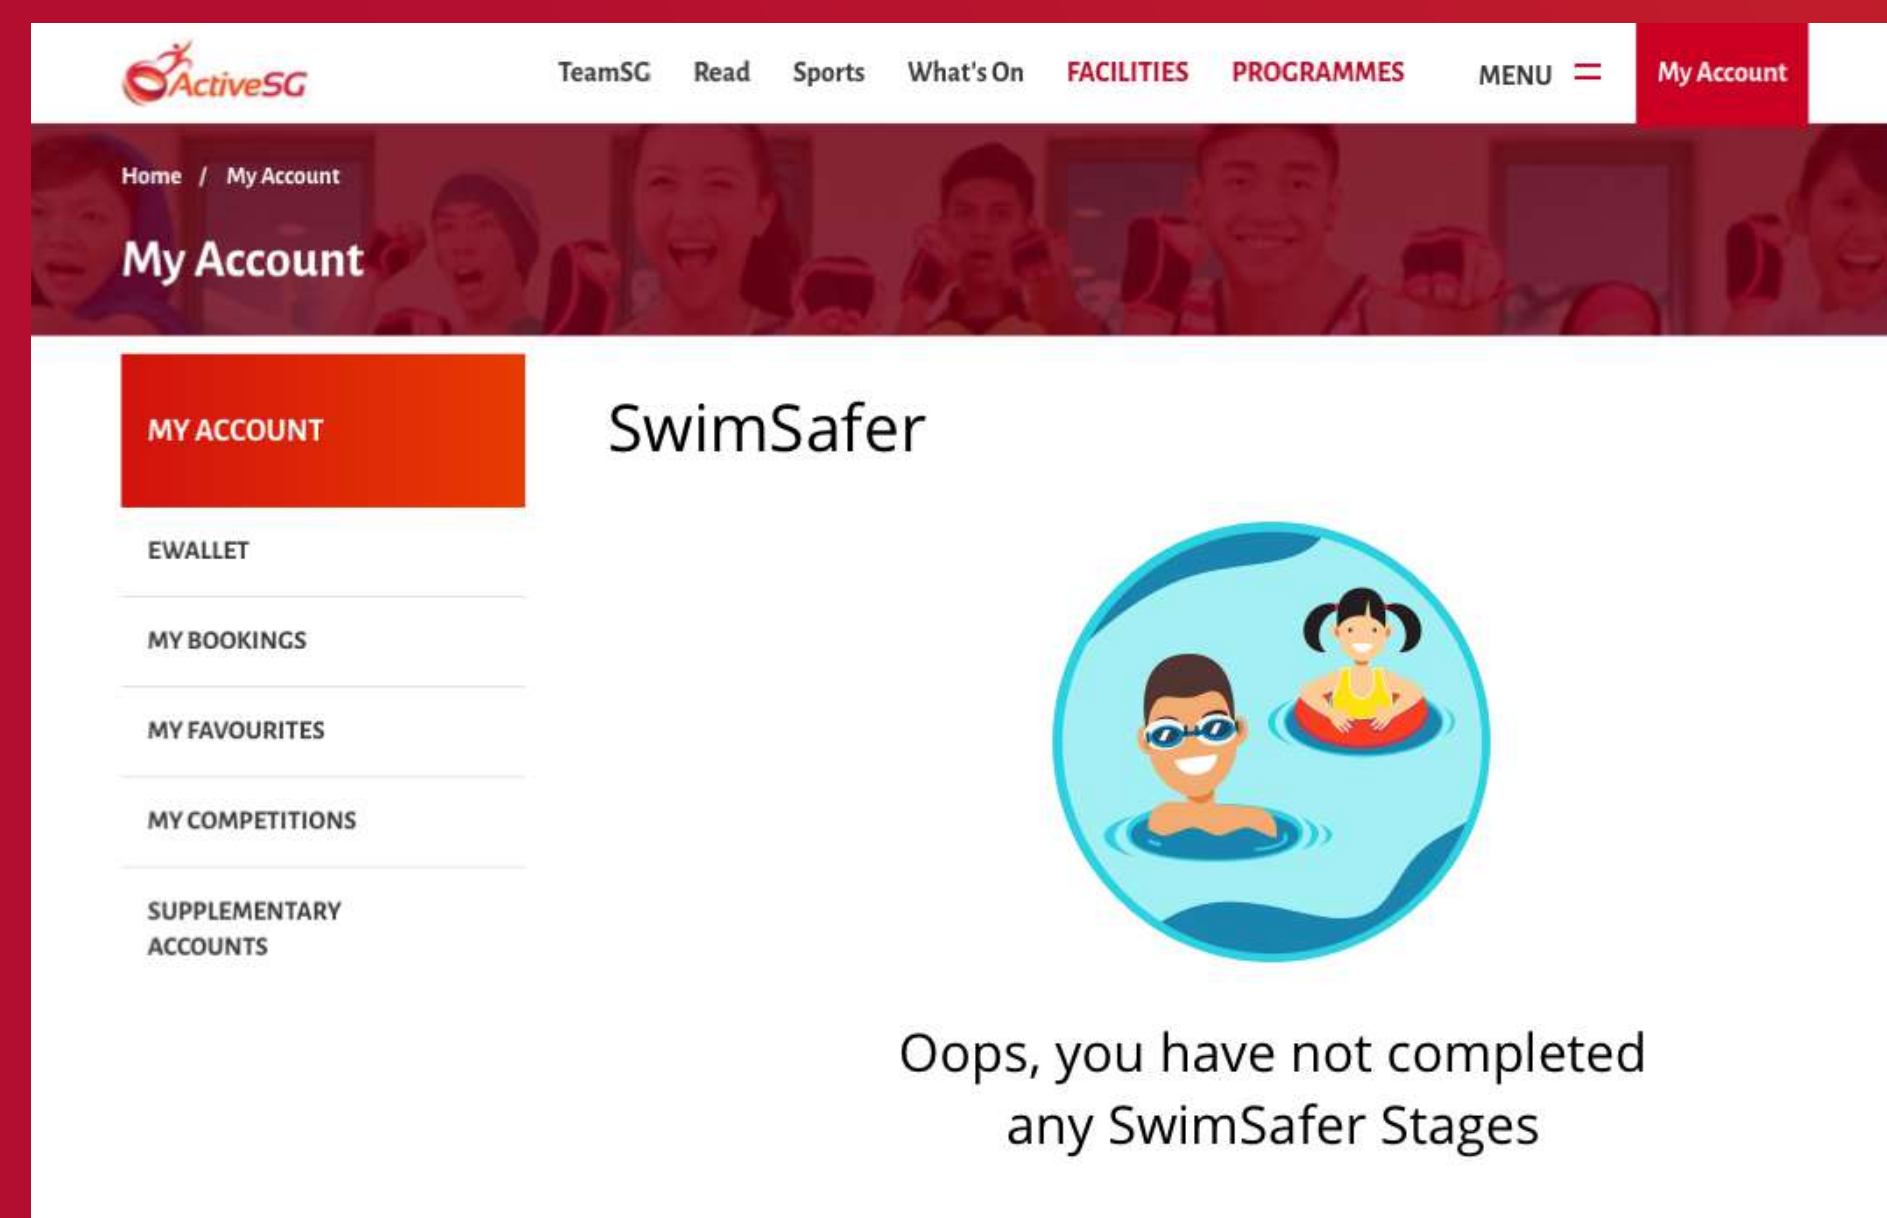 ActiveSG
TeamSG Read Sports What's On FACILITIES PROGRAMMES MENU My Account
Home / My Account
My Account
MY ACCOUNT
EWALLET
MY BOOKINGS
MY FAVOURITES
MY COMPETITIONS
SUPPLEMENTARY
ACCOUNTS
SwimSafer
Oops, you have not completed
any SwimSafer Stages